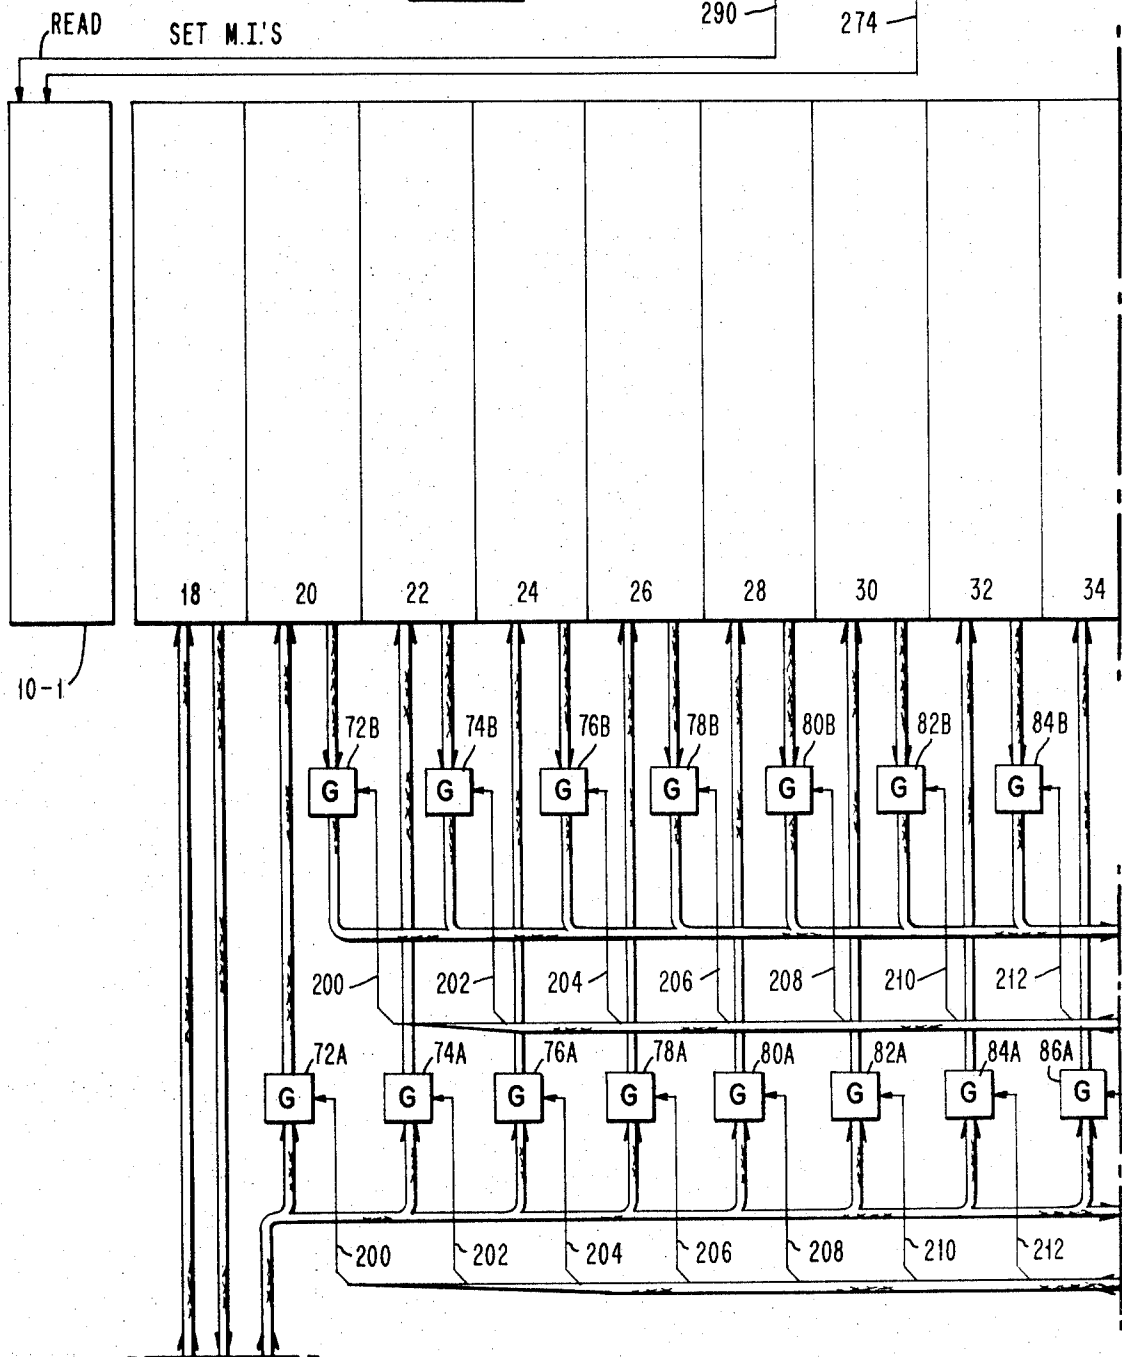 290
274
READ
SET M.I.'S
18 20 22 24 26 28 30 32 34
10-1
72B 74B 76B 78B 80B 82B 84B
G G G G G G G
200 202 204 206 208 210 212
72A 74A 76A 78A 80A 82A 84A 86A
G G G G G G G G
200 202 204 206 208 210 212